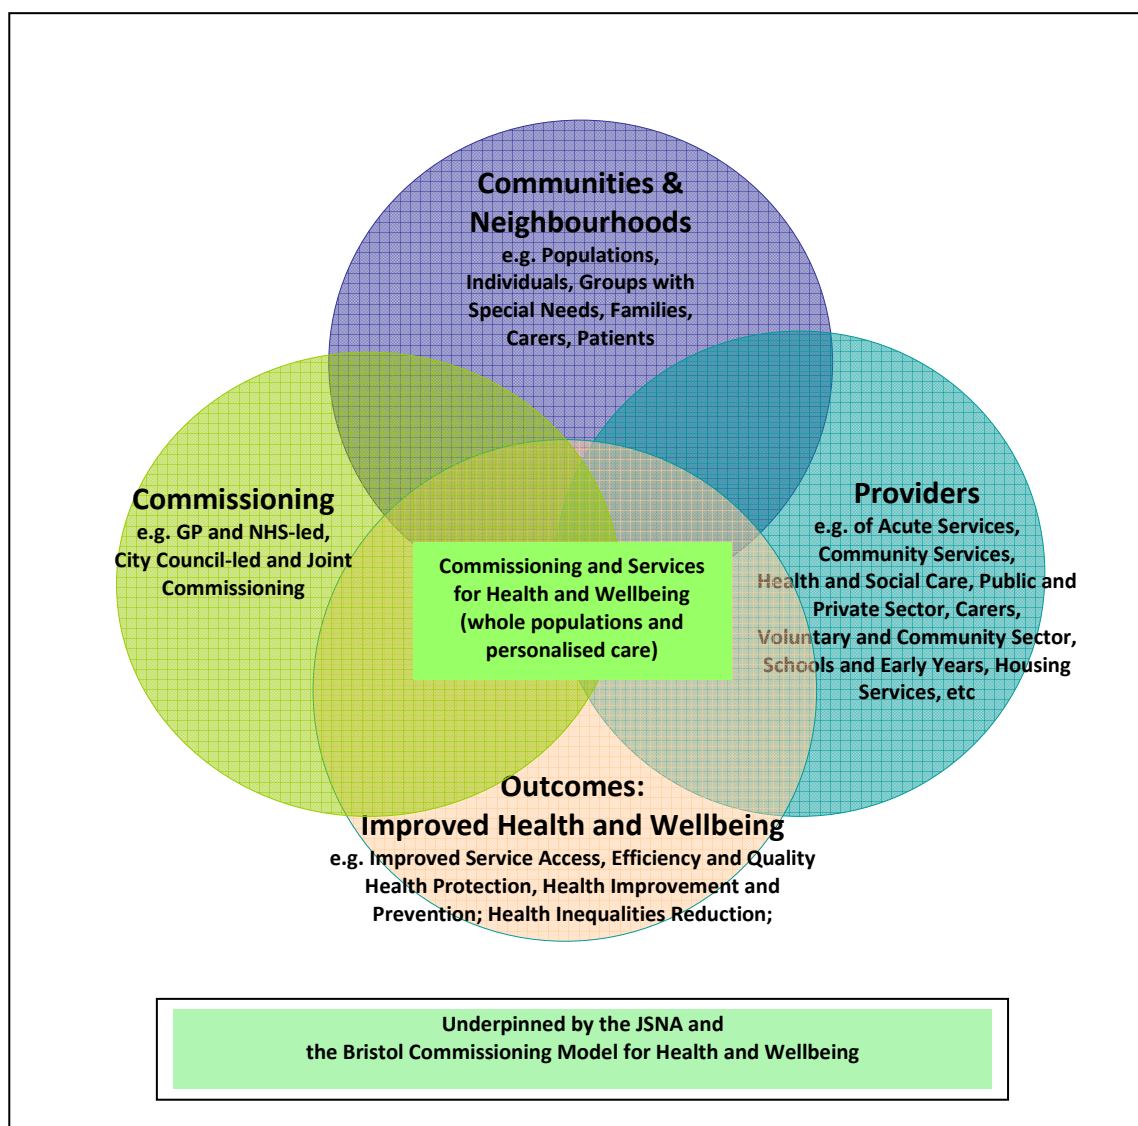 Communities &
Neighbourhoods
e.g. Populations,
Individuals, Groups with
Special Needs, Families,
Carers, Patients
Commissioning
e.g. GP and NHS-led,
City Council-led and Joint
Commissioning
Commissioning and Services
for Health and Wellbeing
(whole populations and
personalised care)
Providers
e.g. of Acute Services,
Community Services,
Health and Social Care, Public and
Private Sector, Carers,
Voluntary and Community Sector,
Schools and Early Years, Housing
Services, etc
Outcomes:
Improved Health and Wellbeing
e.g. Improved Service Access, Efficiency and Quality
Health Protection, Health Improvement and
Prevention; Health Inequalities Reduction;
Underpinned by the JSNA and
the Bristol Commissioning Model for Health and Wellbeing